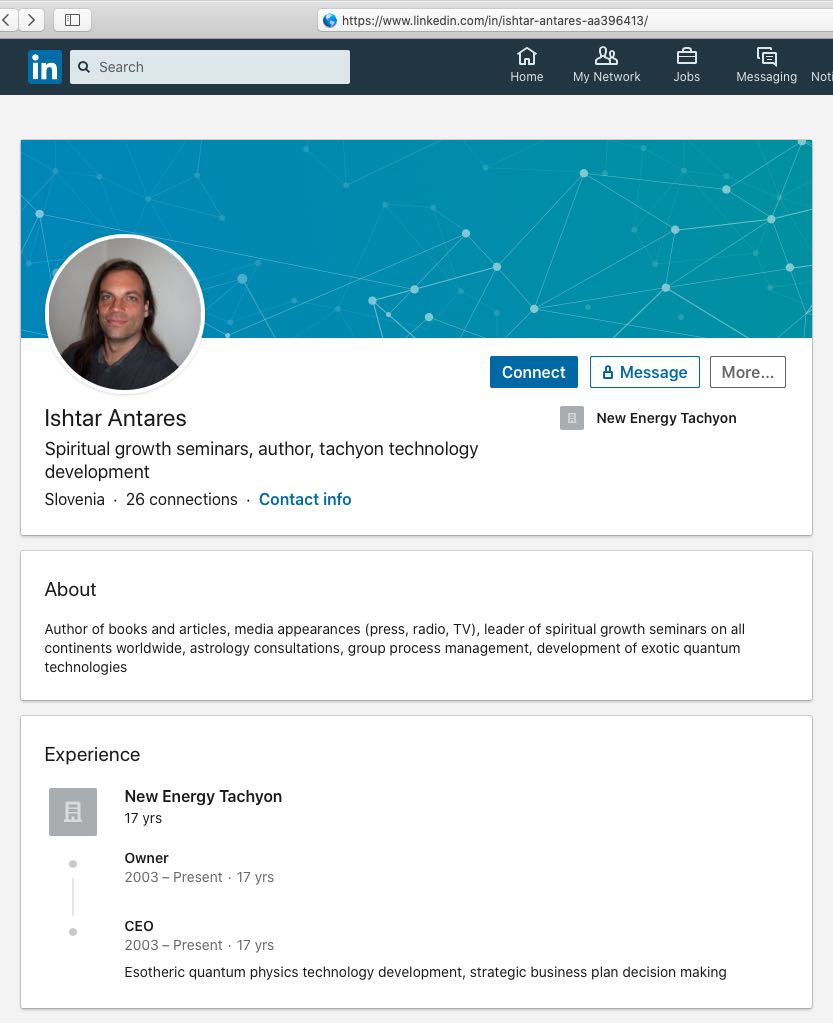 https://www.linkedin.com/in/ishtar-antares-aa396413/
in
Search
Home
My Network
Jobs
Messaging
Noti
Connect
Message
More...
Ishtar Antares
New Energy Tachyon
Spiritual growth seminars, author, tachyon technology
development
Slovenia · 26 connections · Contact info
About
Author of books and articles, media appearances (press, radio, TV), leader of spiritual growth seminars on all
continents worldwide, astrology consultations, group process management, development of exotic quantum
technologies
Experience
New Energy Tachyon
17 yrs
Owner
2003 – Present · 17 yrs
CEO
2003 – Present · 17 yrs
Esotheric quantum physics technology development, strategic business plan decision making